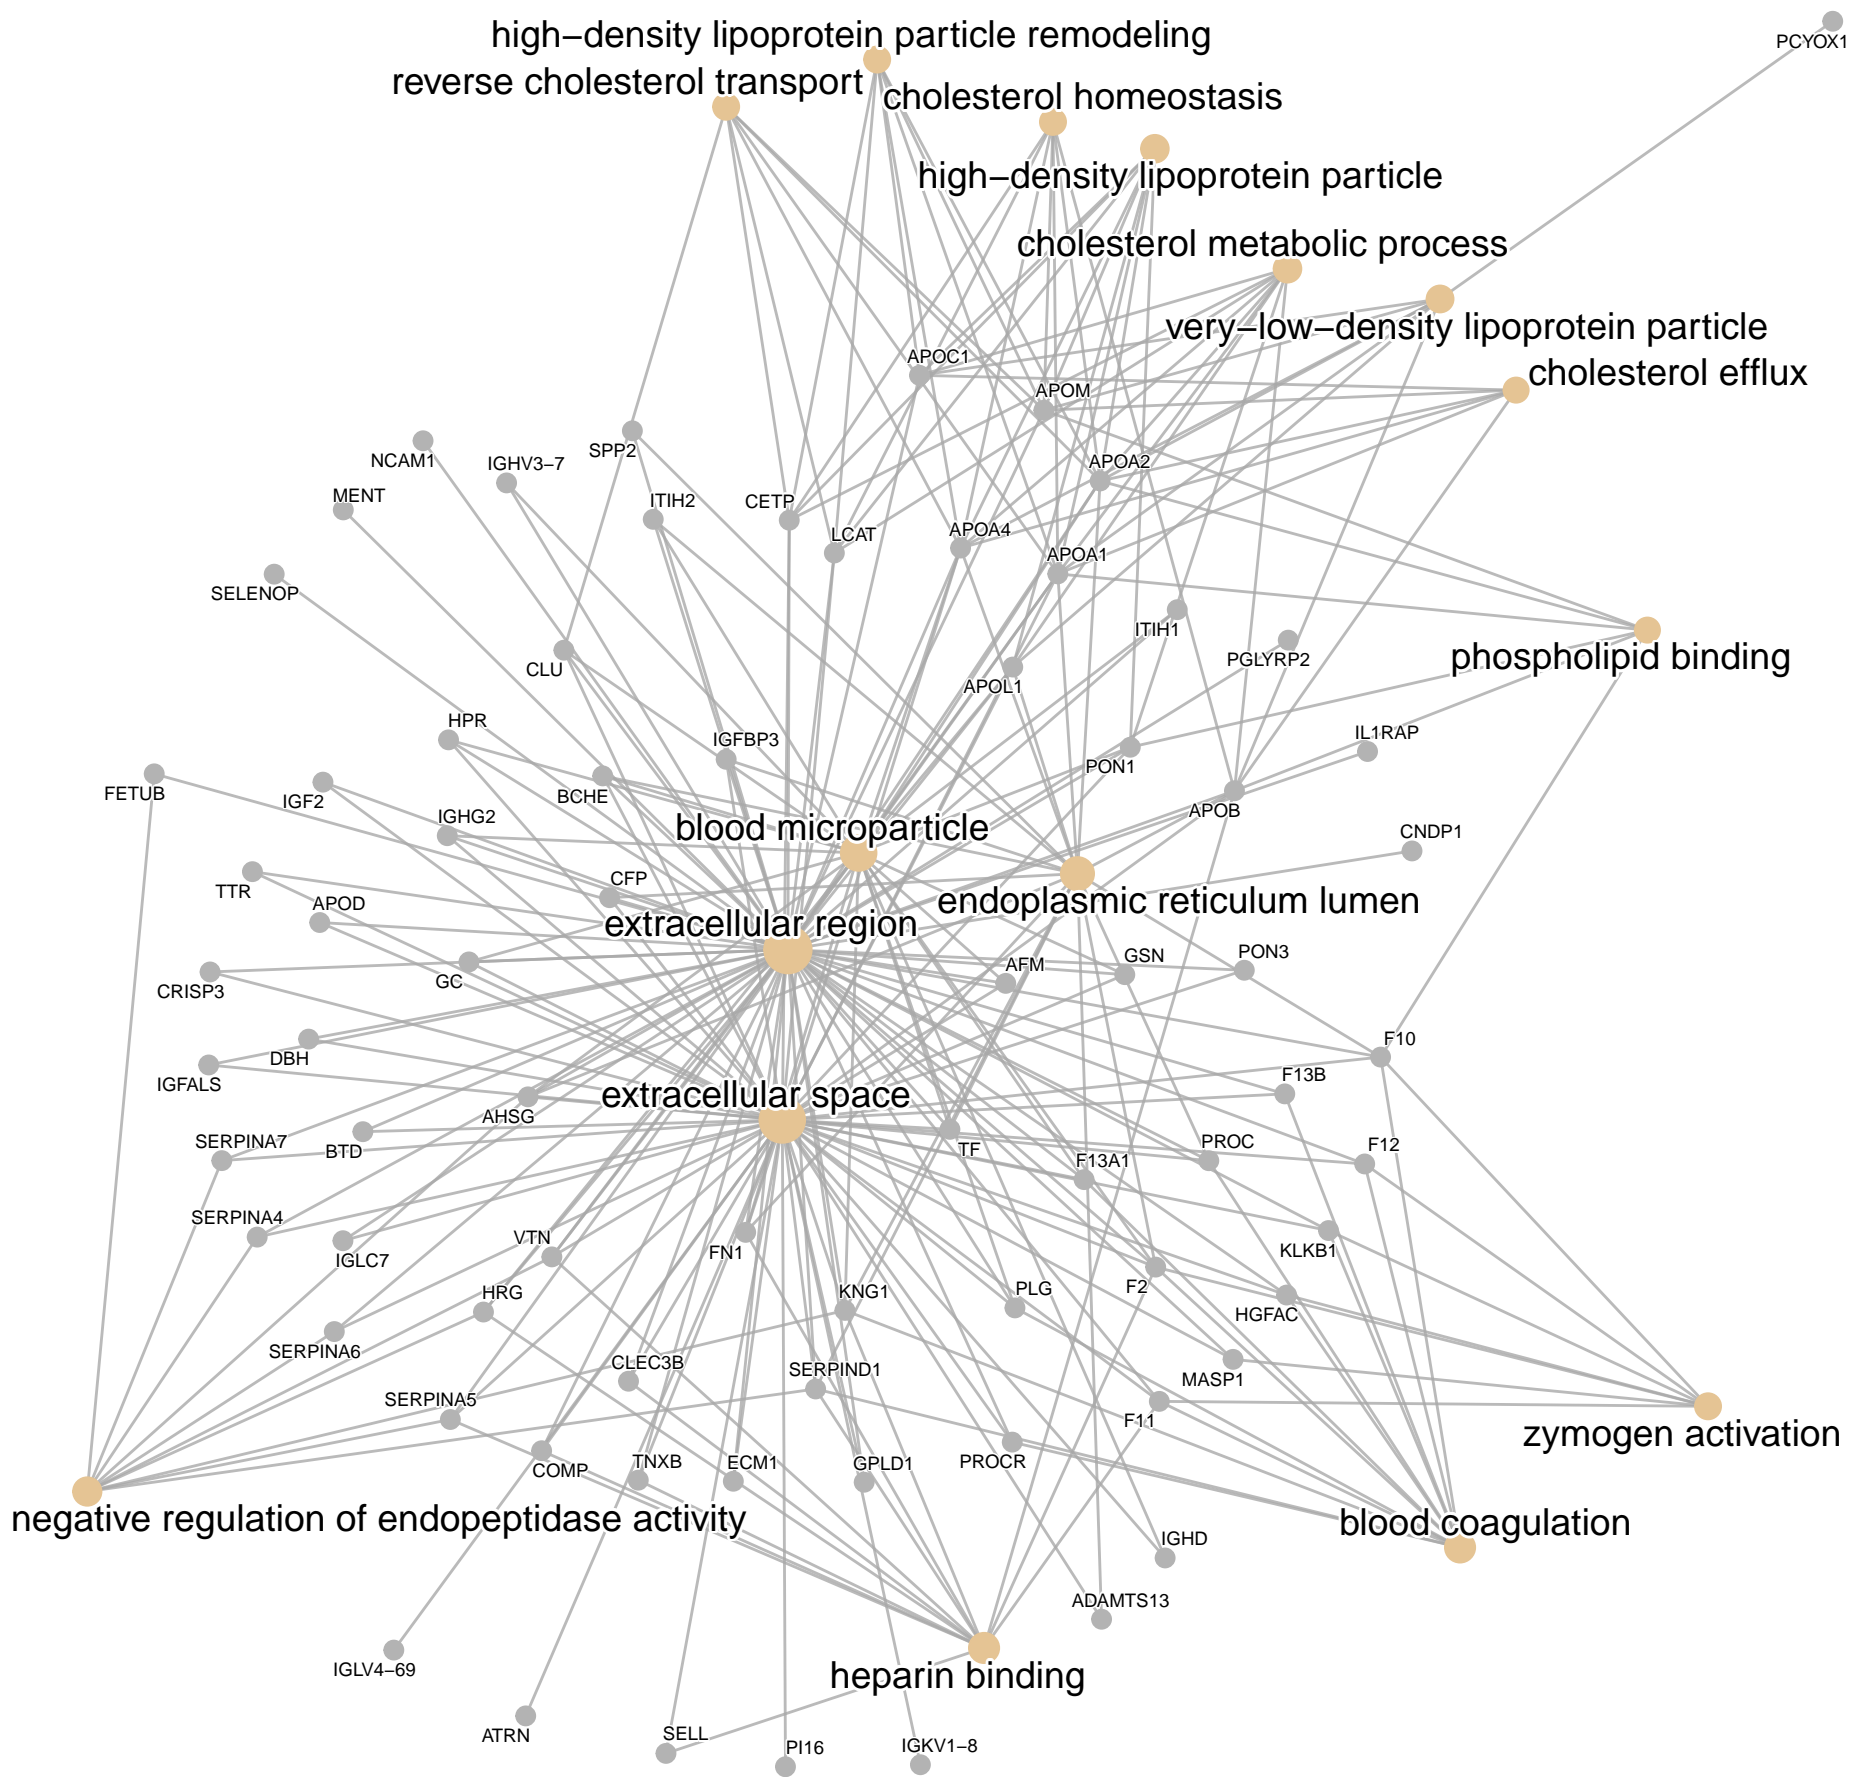 high−density lipoprotein particle remodeling
PCYOX1
reverse cholesterol transport
cholesterol homeostasis
high−density lipoprotein particle
cholesterol metabolic process
very−low−density lipoprotein particle
APOC1
cholesterol efflux
APOM
SPP2
NCAM1
IGHV3−7
APOA2
MENT
ITIH2
CETP
LCAT
APOA4
APOA1
SELENOP
ITIH1
PGLYRP2
phospholipid binding
CLU
APOL1
HPR
IGFBP3
IL1RAP
PON1
FETUB
IGF2
BCHE
APOB
IGHG2
blood microparticle
CNDP1
CFP
TTR
APOD
endoplasmic reticulum lumen
extracellular region
GSN
PON3
AFM
GC
CRISP3
F10
DBH
F13B
IGFALS
extracellular space
AHSG
SERPINA7
BTD
TF
PROC
F12
F13A1
SERPINA4
VTN
FN1
KLKB1
IGLC7
HRG
KNG1
PLG
F2
HGFAC
SERPINA6
CLEC3B
SERPIND1
MASP1
SERPINA5
F11
zymogen activation
COMP
TNXB
ECM1
GPLD1
PROCR
negative regulation of endopeptidase activity
blood coagulation
IGHD
ADAMTS13
IGLV4−69
heparin binding
ATRN
SELL
PI16
IGKV1−8